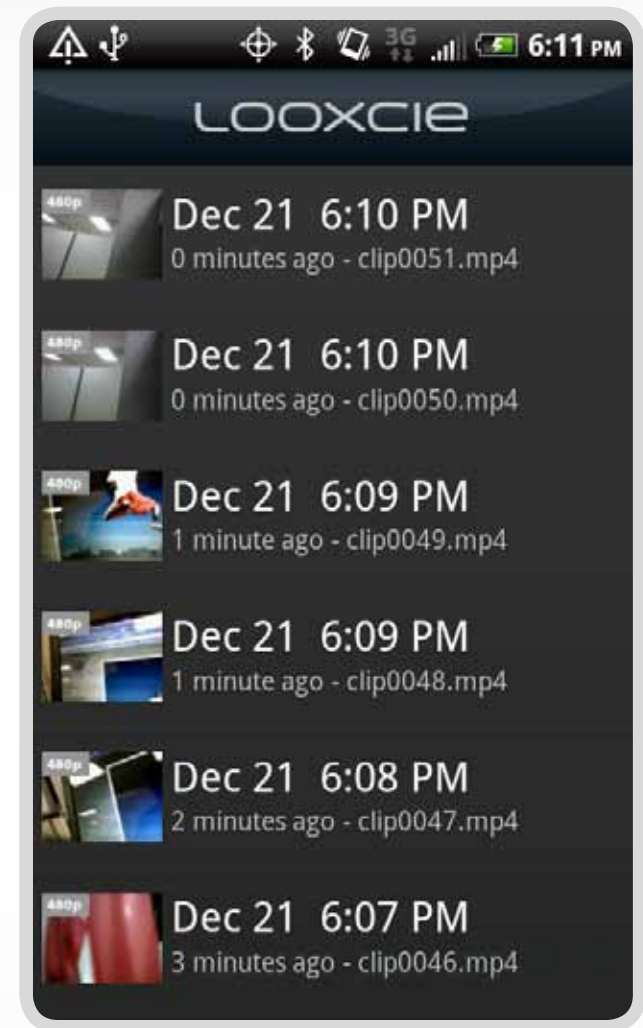 3G 6:11 PM
LOOXCIE
480p
Dec 21 6:10 PM
0 minutes ago - clip0051.mp4
480p
Dec 21 6:10 PM
0 minutes ago - clip0050.mp4
480p
Dec 21 6:09 PM
1 minute ago - clip0049.mp4
480p
Dec 21 6:09 PM
1 minute ago - clip0048.mp4
480p
Dec 21 6:08 PM
2 minutes ago - clip0047.mp4
480p
Dec 21 6:07 PM
3 minutes ago - clip0046.mp4